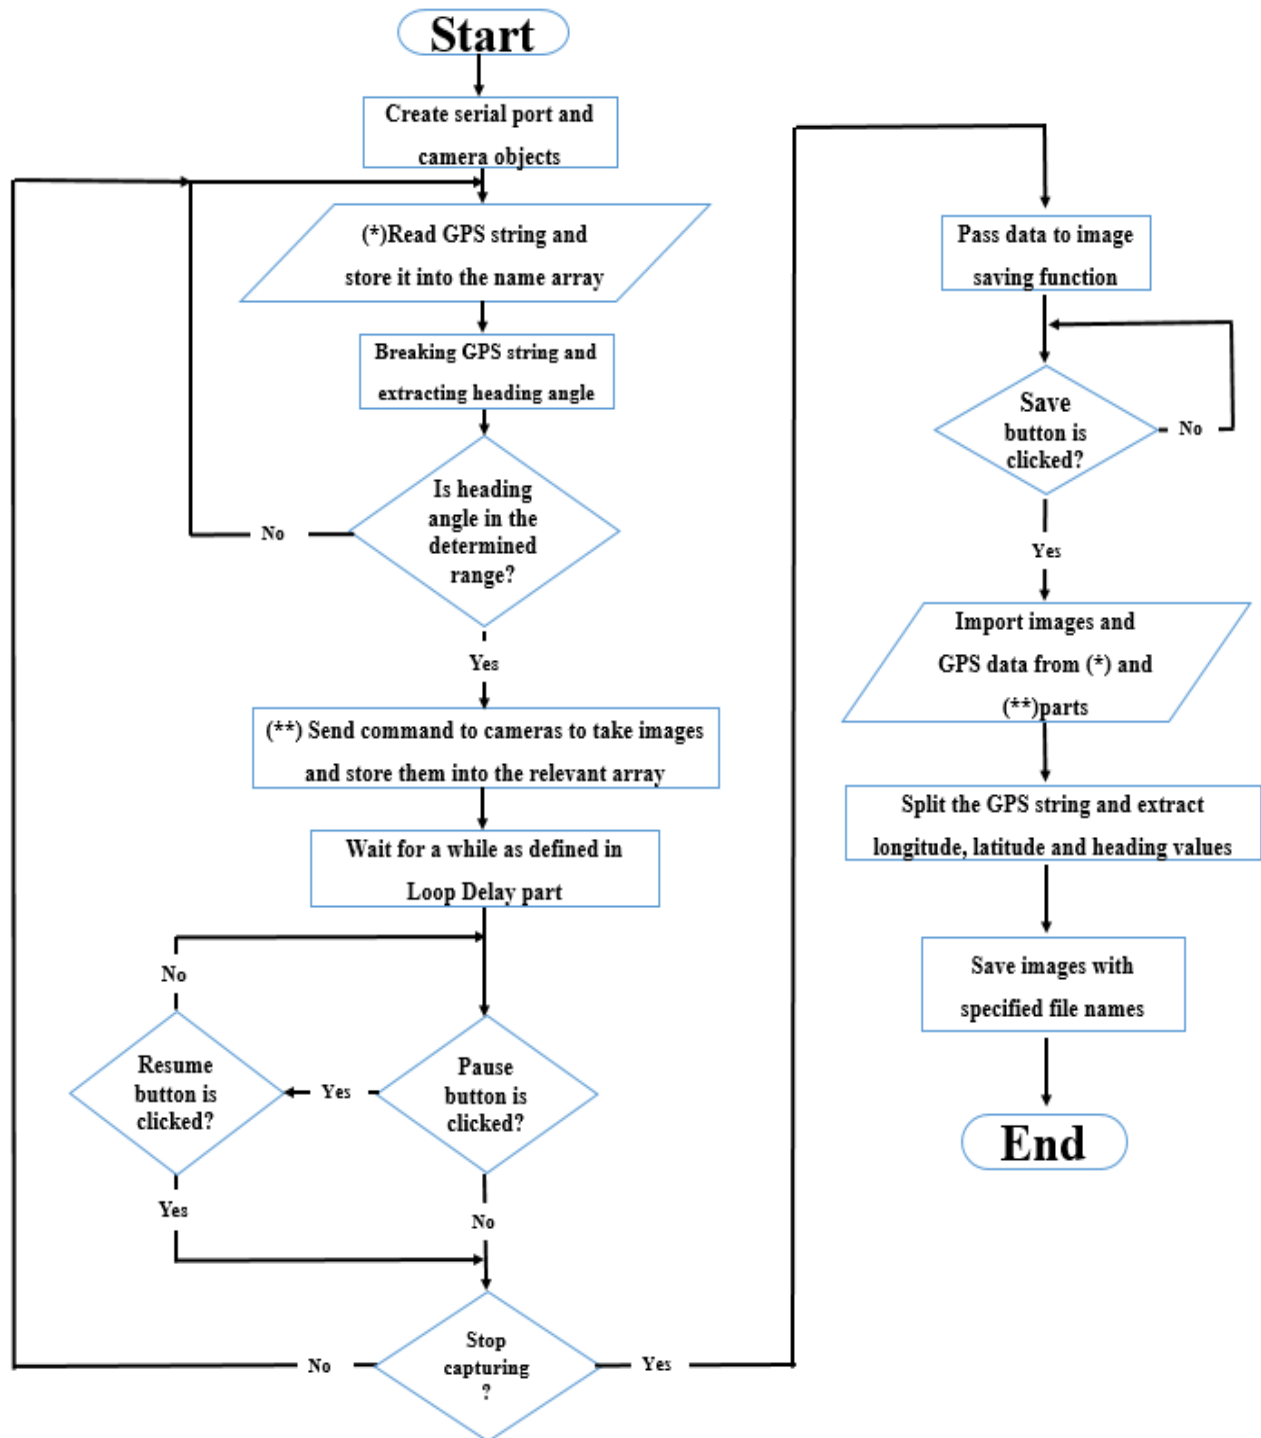 Start
Create serial port and
camera objects
(*)Read GPS string and
store it into the name array
Breaking GPS string and
extracting heading angle
Is heading
angle in the
determined
range?
No
Yes
(**) Send command to cameras to take images
and store them into the relevant array
Wait for a while as defined in
Loop Delay part
No
Resume
button is
clicked?
Yes
Pause
button is
clicked?
Yes
No
Stop
capturing
?
No
Yes
Pass data to image
saving function
Save
button is
clicked?
No
Yes
Import images and
GPS data from (*) and
(**)parts
Split the GPS string and extract
longitude, latitude and heading values
Save images with
specified file names
End